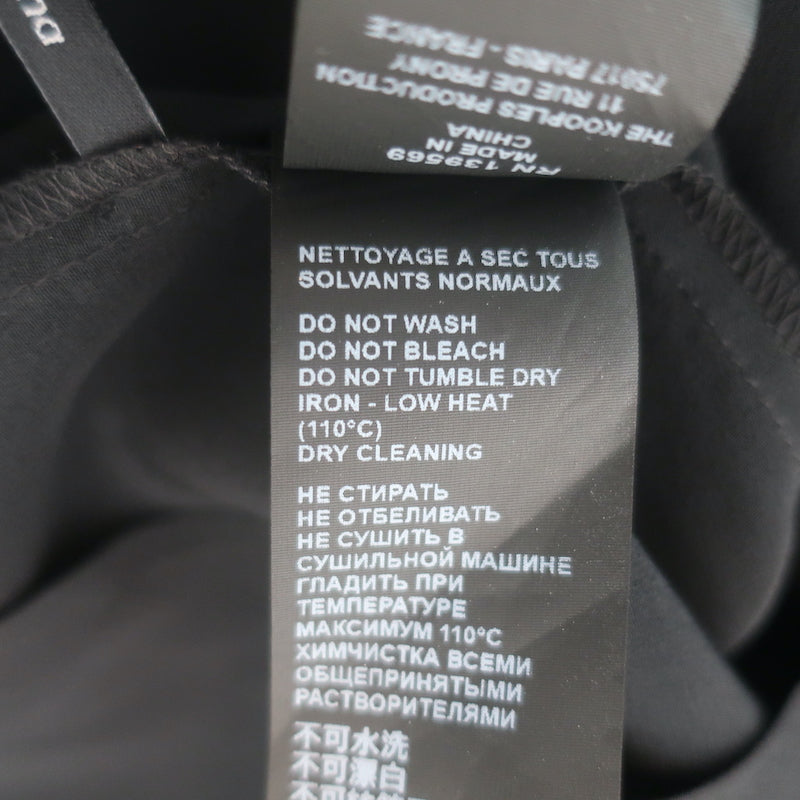 THE KOOPLES PRODUCTION
11 RUE DE PRONY
75017 PARIS - FRANCE
RN 139569
MADE IN
CHINA
NETTOYAGE A SEC TOUS
SOLVANTS NORMAUX
DO NOT WASH
DO NOT BLEACH
DO NOT TUMBLE DRY
IRON - LOW HEAT
(110°C)
DRY CLEANING
НЕ СТИРАТЬ
НЕ ОТБЕЛИВАТЬ
НЕ СУШИТЬ В
СУШИЛЬНОЙ МАШИНЕ
ГЛАДИТЬ ПРИ
ТЕМПЕРАТУРЕ
МАКСИМУМ 110°C
ХИМЧИСТКА ВСЕМИ
ОБЩЕПРИНЯТЫМИ
РАСТВОРИТЕЛЯМИ
不可水洗
不可漂白